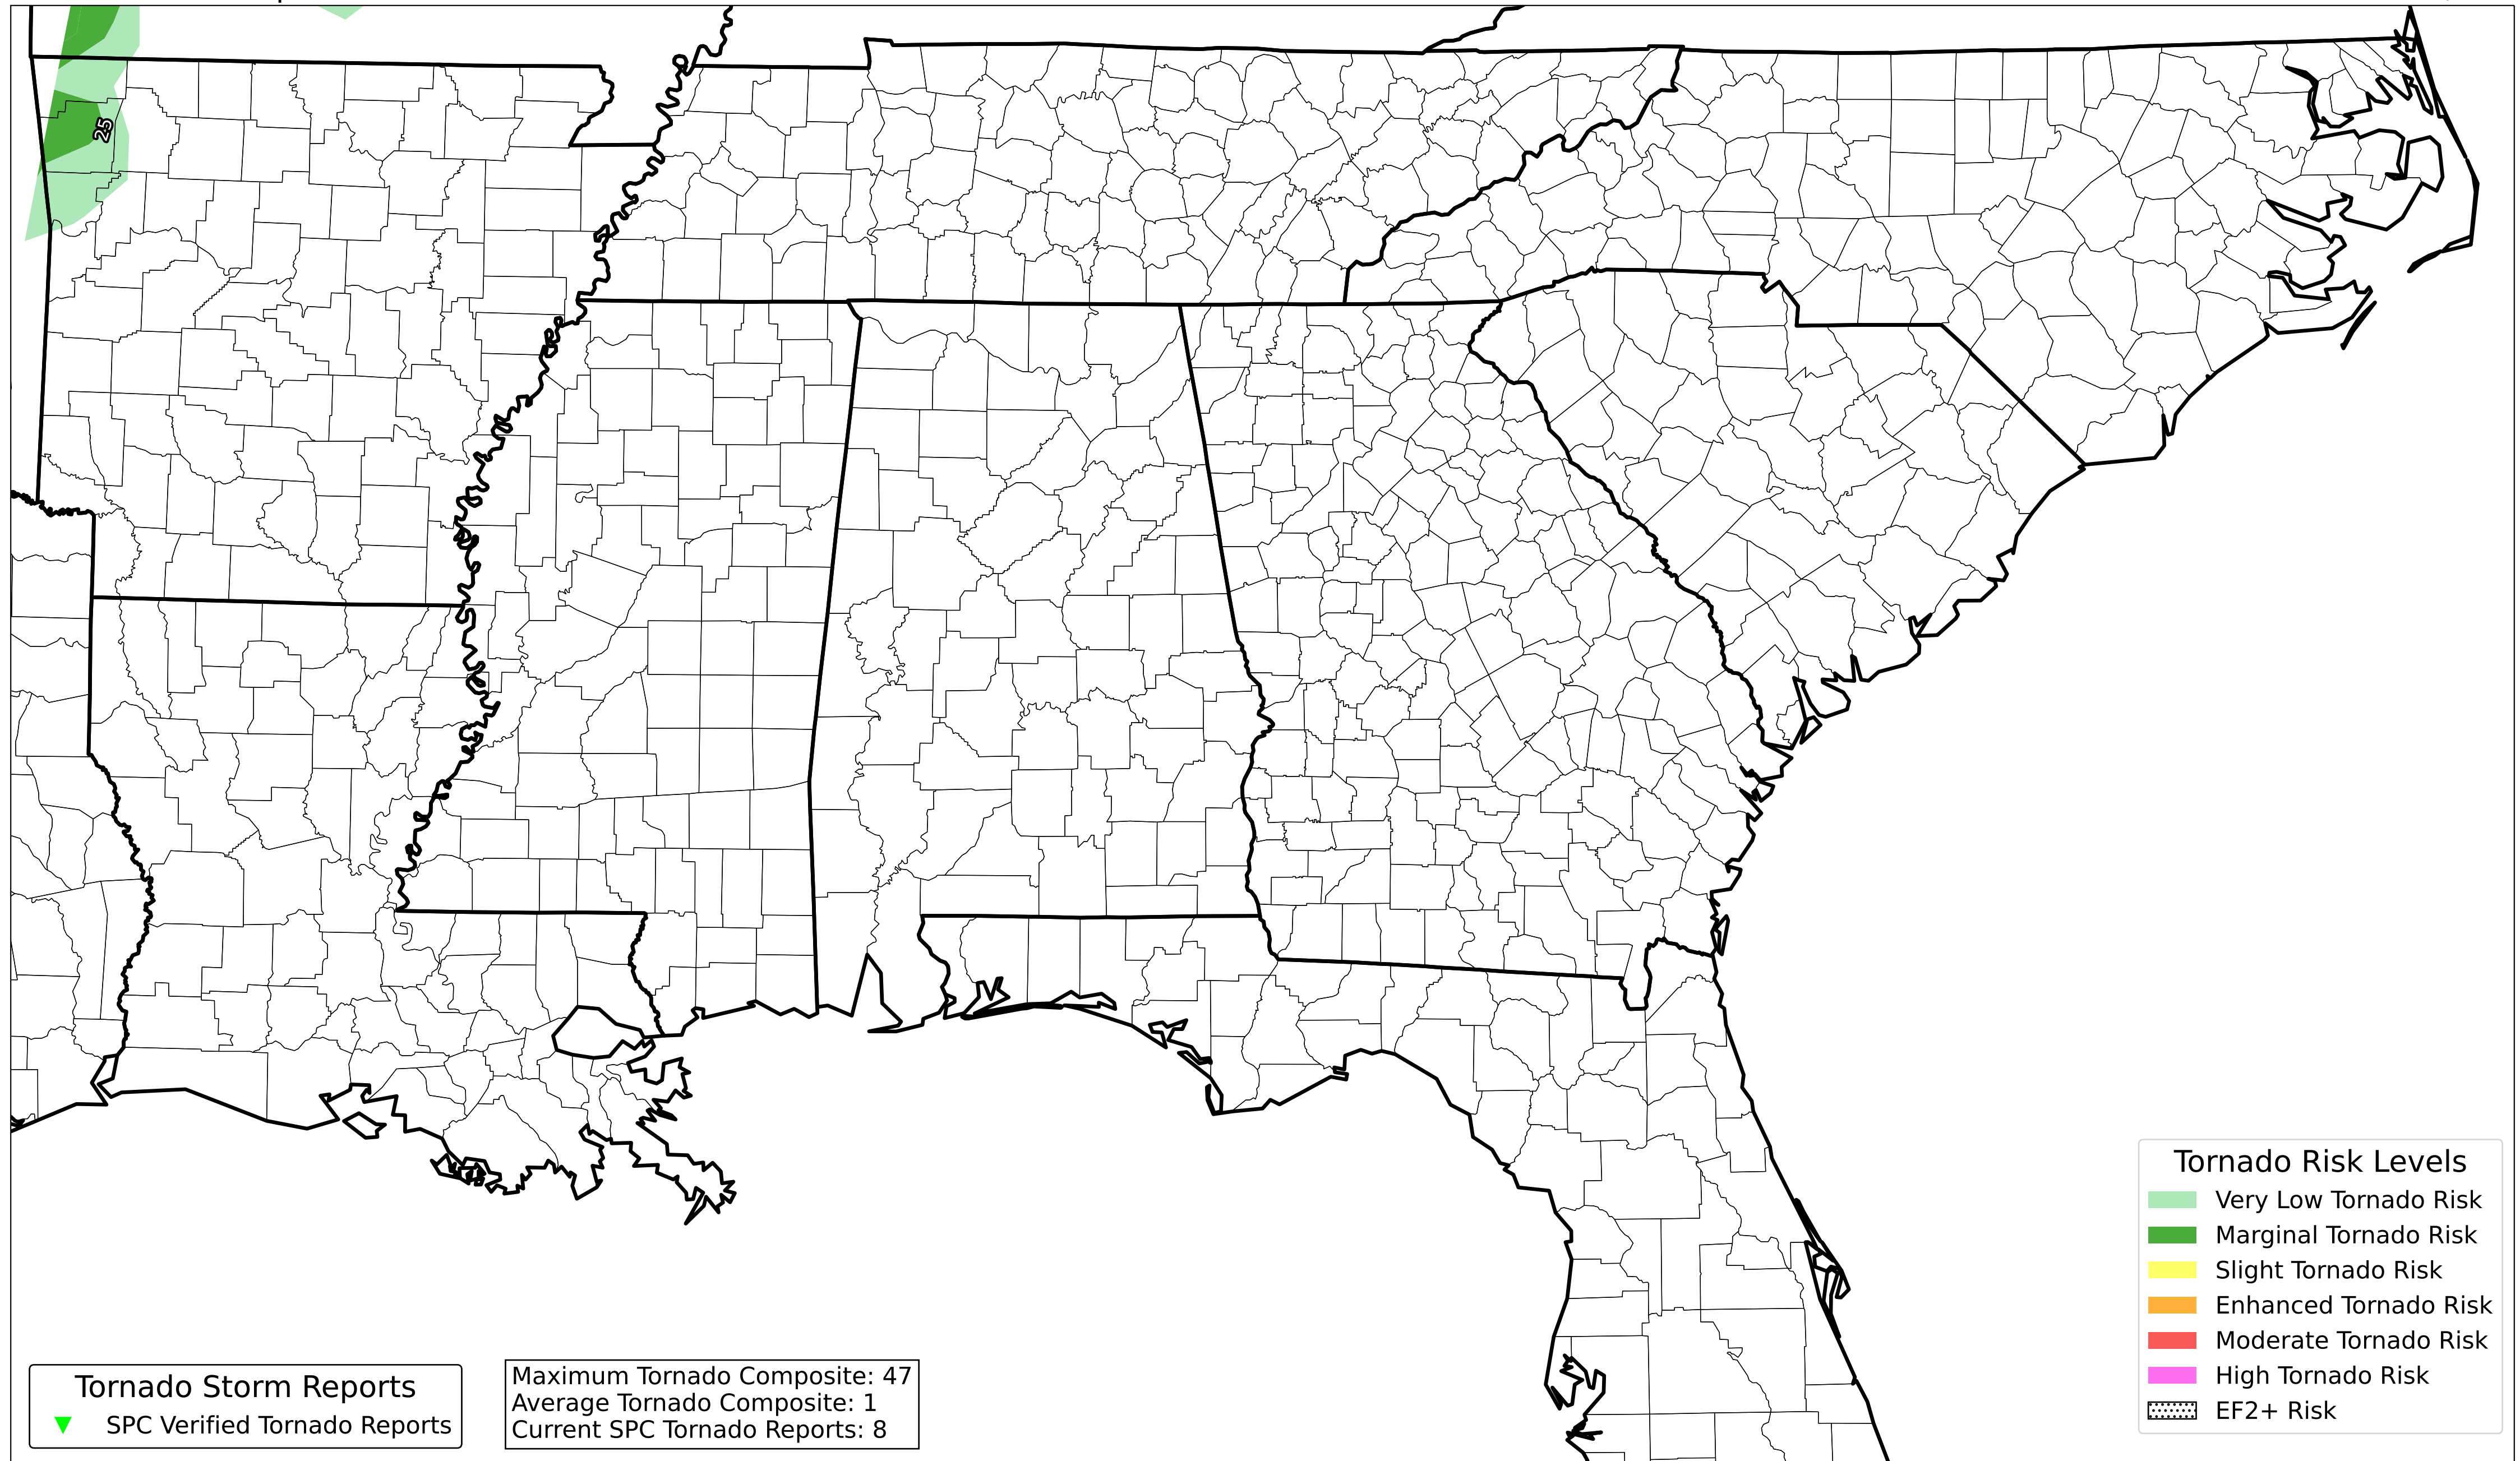 25
Tornado Risk Levels
Very Low Tornado Risk
Marginal Tornado Risk
Slight Tornado Risk
Enhanced Tornado Risk
Moderate Tornado Risk
High Tornado Risk
EF2+ Risk
Tornado Storm Reports
SPC Verified Tornado Reports
Maximum Tornado Composite: 47
Average Tornado Composite: 1
Current SPC Tornado Reports: 8